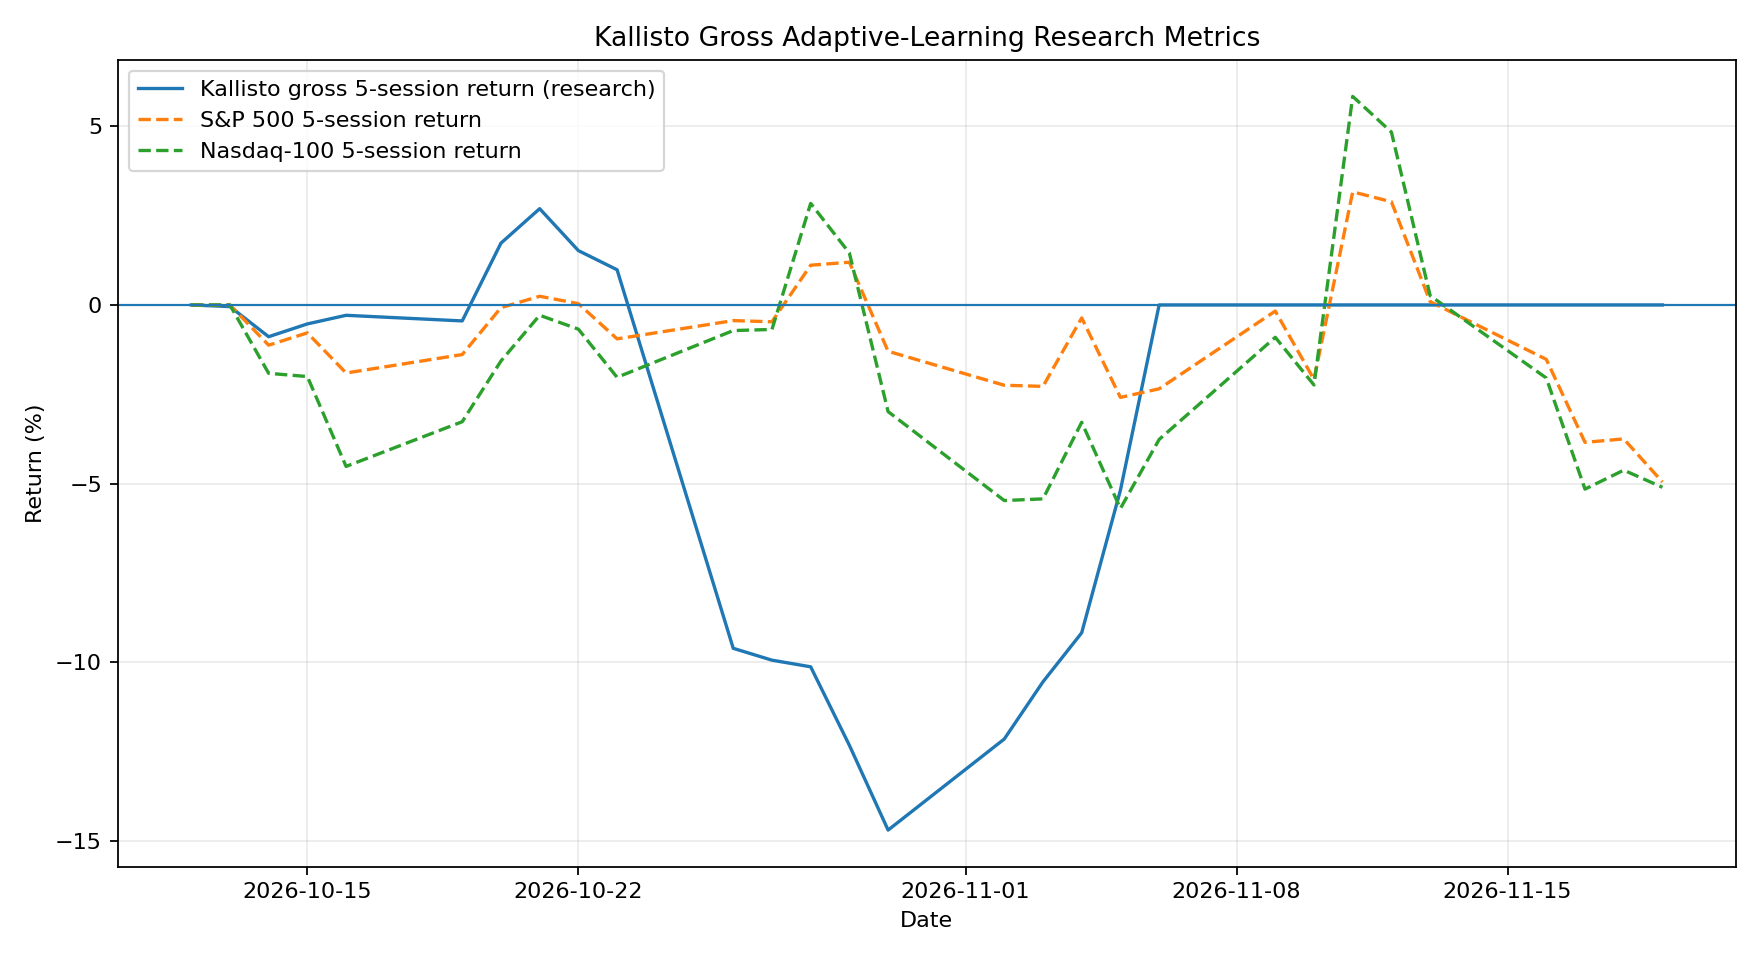 Kallisto Gross Adaptive-Learning Research Metrics
Kallisto gross 5-session return (research)
S&P 500 5-session return
Nasdaq-100 5-session return
5
0
−5
−10
−15
Return (%)
2026-10-15
2026-10-22
2026-11-01
2026-11-08
2026-11-15
Date